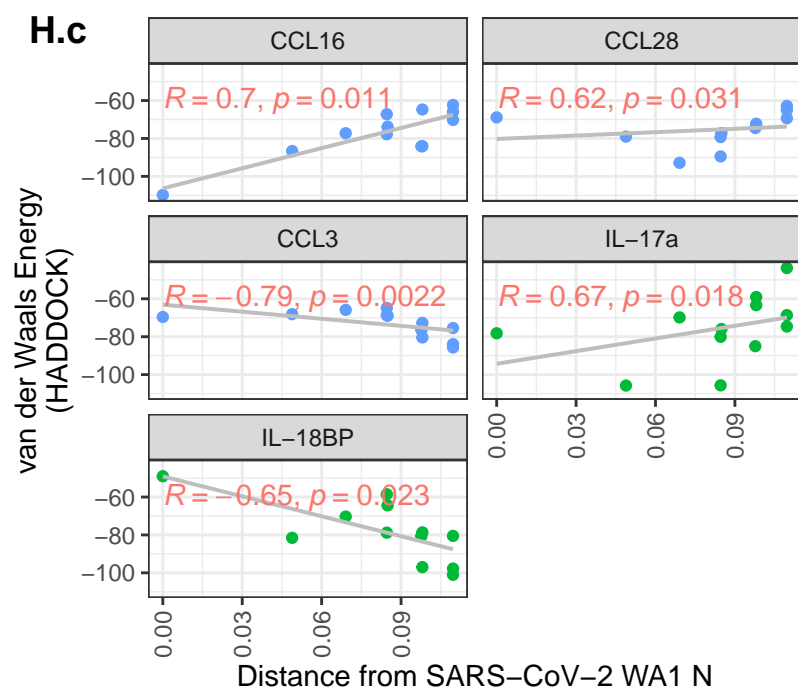 H.c
CCL16
CCL28
R = 0.7, p = 0.011
R = 0.62, p = 0.031
−60
−80
−100
CCL3
IL−17a
R = −0.79, p = 0.0022
R = 0.67, p = 0.018
−60
−80
−100
0.00
0.03
0.06
0.09
IL−18BP
R = −0.65, p = 0.023
−60
−80
−100
0.00
0.03
0.06
0.09
van der Waals Energy
(HADDOCK)
Distance from SARS−CoV−2 WA1 N